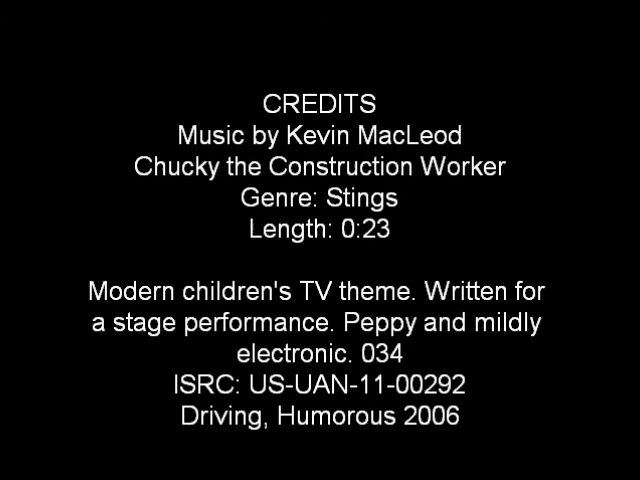 CREDITS
Music by Kevin MacLeod
Chucky the Construction Worker
Genre: Stings
Length: 0:23
Modern children's TV theme. Written for
a stage performance. Peppy and mildly
electronic. 034
ISRC: US-UAN-11-00292
Driving, Humorous 2006